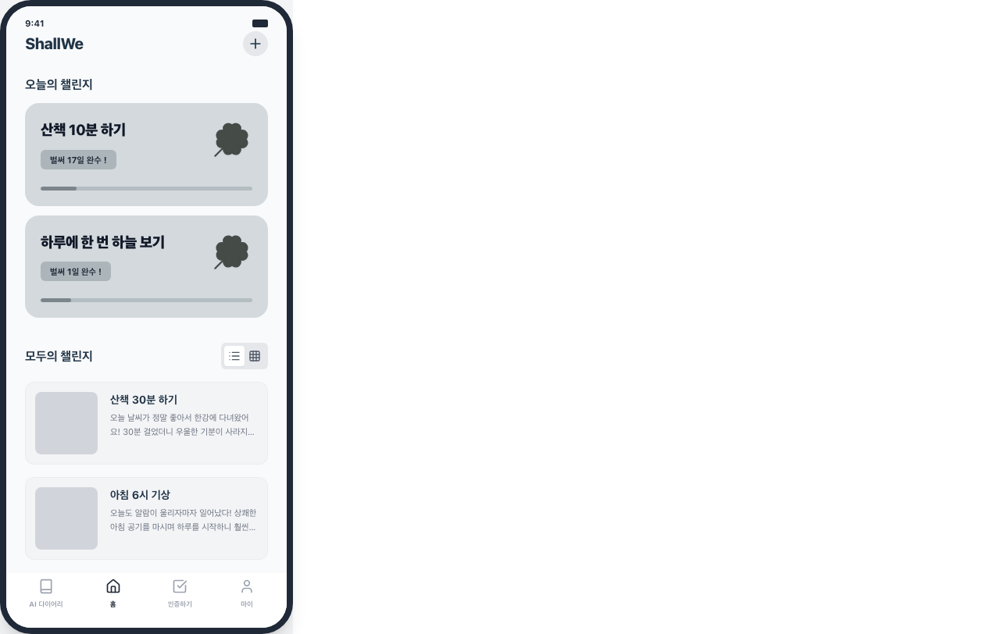 9:41
ShallWe
오늘의 챌린지
산책 10분 하기
벌써 17일 완수 !
하루에 한 번 하늘 보기
벌써 1일 완수 !
모두의 챌린지
산책 30분 하기
오늘 날씨가 정말 좋아서 한강에 다녀왔어
요! 30분 걸었더니 우울한 기분이 사라지...
아침 6시 기상
오늘도 알람이 울리자마자 일어났다! 상쾌한
아침 공기를 마시며 하루를 시작하니 훨씬...
AI 다이어리
홈
인증하기
마이